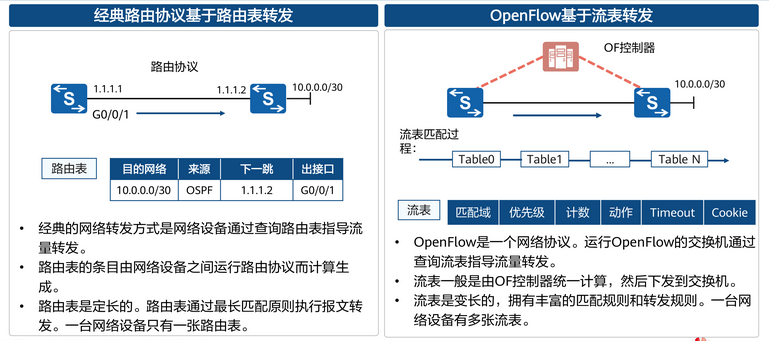 经典路由协议基于路由表转发
路由协议
1.1.1.1
1.1.1.2
10.0.0.0/30
S
S
G0/0/1
路由表
目的网络 来源 下一跳 出接口
10.0.0.0/30 OSPF 1.1.1.2 G0/0/1
• 经典的网络转发方式是网络设备通过查询路由表指导流
量转发。
• 路由表的条目由网络设备之间运行路由协议而计算生
成。
• 路由表是定长的。路由表通过最长匹配原则执行报文转
发。一台网络设备只有一张路由表。
OpenFlow基于流表转发
OF控制器
10.0.0.0/30
S
S
流表匹配过
程：
Table0 Table1 ... Table N
流表
匹配域 优先级 计数 动作 Timeout Cookie
• OpenFlow是一个网络协议。运行OpenFlow的交换机通过
查询流表指导流量转发。
• 流表一般是由OF控制器统一计算，然后下发到交换机。
• 流表是变长的，拥有丰富的匹配规则和转发规则。一台网
络设备有多张流表。